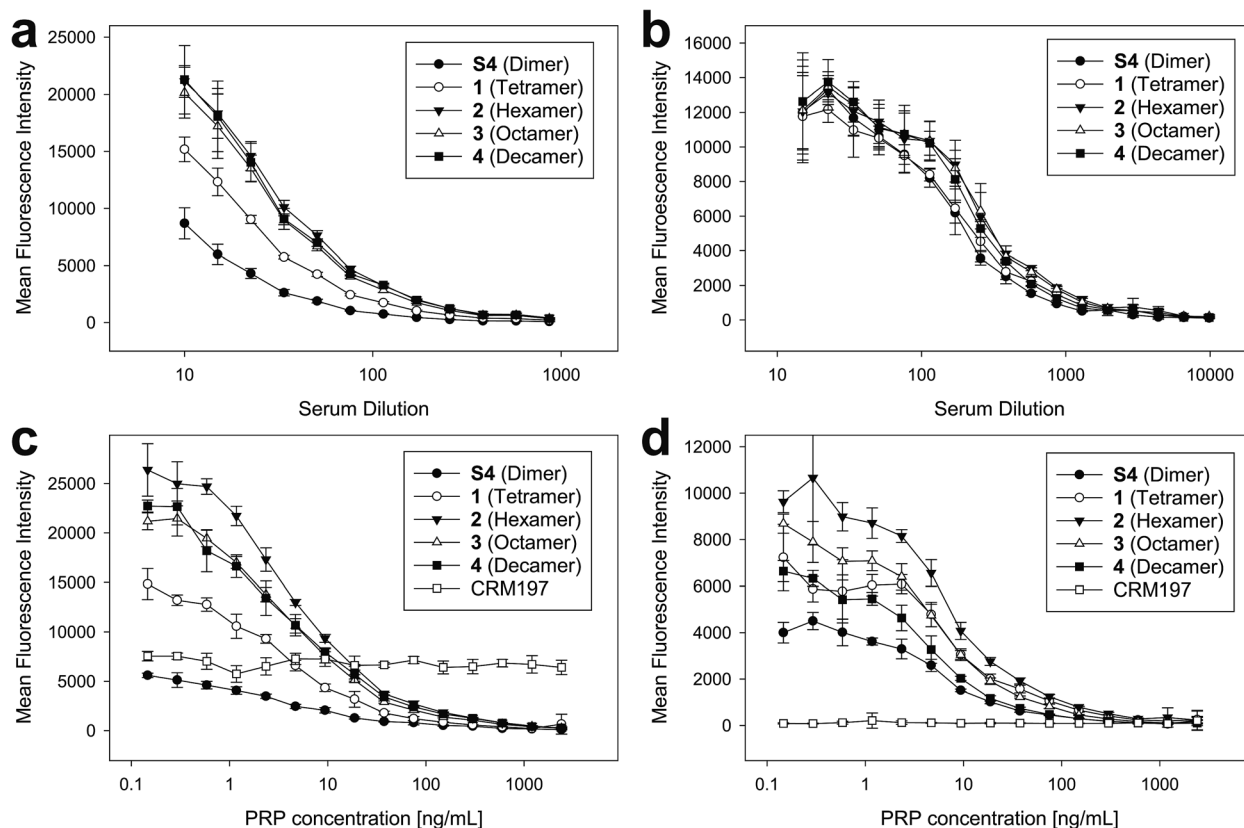 a
Mean Fluorescence Intensity
25000
20000
15000
10000
5000
0
S4 (Dimer)
1 (Tetramer)
2 (Hexamer)
3 (Octamer)
4 (Decamer)
10 100 1000
Serum Dilution
b
Mean Fluroescence Intensity
16000
14000
12000
10000
8000
6000
4000
2000
0
S4 (Dimer)
1 (Tetramer)
2 (Hexamer)
3 (Octamer)
4 (Decamer)
10 100 1000 10000
Serum Dilution
c
Mean Fluorescence Intensity
25000
20000
15000
10000
5000
0
S4 (Dimer)
1 (Tetramer)
2 (Hexamer)
3 (Octamer)
4 (Decamer)
CRM197
0.1 1 10 100 1000
PRP concentration [ng/mL]
d
Mean Fluorescence Intensity
12000
10000
8000
6000
4000
2000
0
S4 (Dimer)
1 (Tetramer)
2 (Hexamer)
3 (Octamer)
4 (Decamer)
CRM197
0.1 1 10 100 1000
PRP concentration [ng/mL]